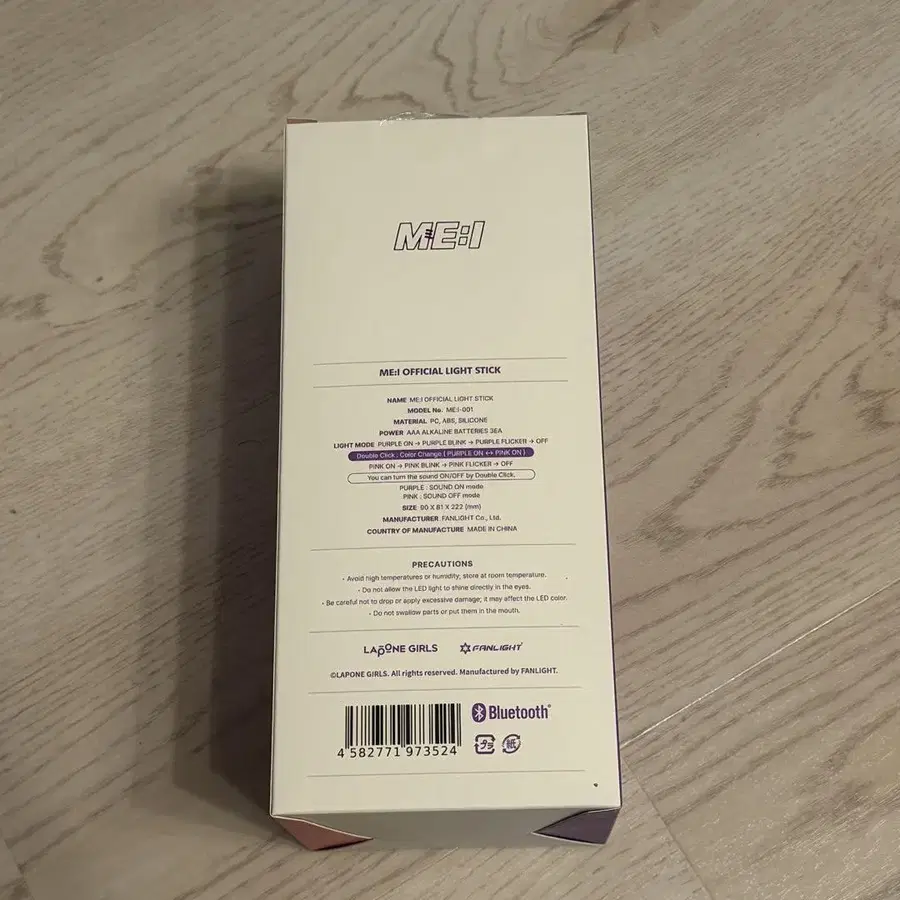 ME:I
ME:I OFFICIAL LIGHT STICK
NAME ME:I OFFICIAL LIGHT STICK
MODEL No. ME:I-001
MATERIAL PC, ABS, SILICONE
POWER AAA ALKALINE BATTERIES 3EA
LIGHT MODE PURPLE ON → PURPLE BLINK → PURPLE FLICKER → OFF
Double Click : Color Change ( PURPLE ON ↔ PINK ON )
PINK ON → PINK BLINK → PINK FLICKER → OFF
You can turn the sound ON/OFF by Double Click.
PURPLE : SOUND ON mode
PINK : SOUND OFF mode
SIZE 90 X 81 X 222 (mm)
MANUFACTURER FANLIGHT Co., Ltd.
COUNTRY OF MANUFACTURE MADE IN CHINA
PRECAUTIONS
• Avoid high temperatures or humidity; store at room temperature.
• Do not allow the LED light to shine directly in the eyes.
• Be careful not to drop or apply excessive damage; it may affect the LED color.
• Do not swallow parts or put them in the mouth.
LAPONE GIRLS FANLIGHT
©LAPONE GIRLS. All rights reserved. Manufactured by FANLIGHT.
Bluetooth®
4 582771 973524
プラ 紙